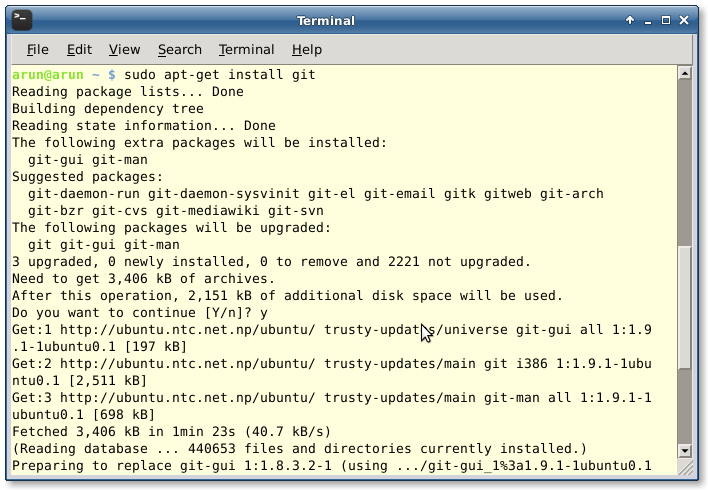 Terminal
File Edit View Search Terminal Help
arun@arun ~ $ sudo apt-get install git
Reading package lists... Done
Building dependency tree
Reading state information... Done
The following extra packages will be installed:
  git-gui git-man
Suggested packages:
  git-daemon-run git-daemon-sysvinit git-el git-email gitk gitweb git-arch
  git-bzr git-cvs git-mediawiki git-svn
The following packages will be upgraded:
  git git-gui git-man
3 upgraded, 0 newly installed, 0 to remove and 2221 not upgraded.
Need to get 3,406 kB of archives.
After this operation, 2,151 kB of additional disk space will be used.
Do you want to continue [Y/n]? y
Get:1 http://ubuntu.ntc.net.np/ubuntu/ trusty-updates/universe git-gui all 1:1.9
.1-1ubuntu0.1 [197 kB]
Get:2 http://ubuntu.ntc.net.np/ubuntu/ trusty-updates/main git i386 1:1.9.1-1ubu
ntu0.1 [2,511 kB]
Get:3 http://ubuntu.ntc.net.np/ubuntu/ trusty-updates/main git-man all 1:1.9.1-1
ubuntu0.1 [698 kB]
Fetched 3,406 kB in 1min 23s (40.7 kB/s)
(Reading database ... 440653 files and directories currently installed.)
Preparing to replace git-gui 1:1.8.3.2-1 (using .../git-gui_1%3a1.9.1-1ubuntu0.1